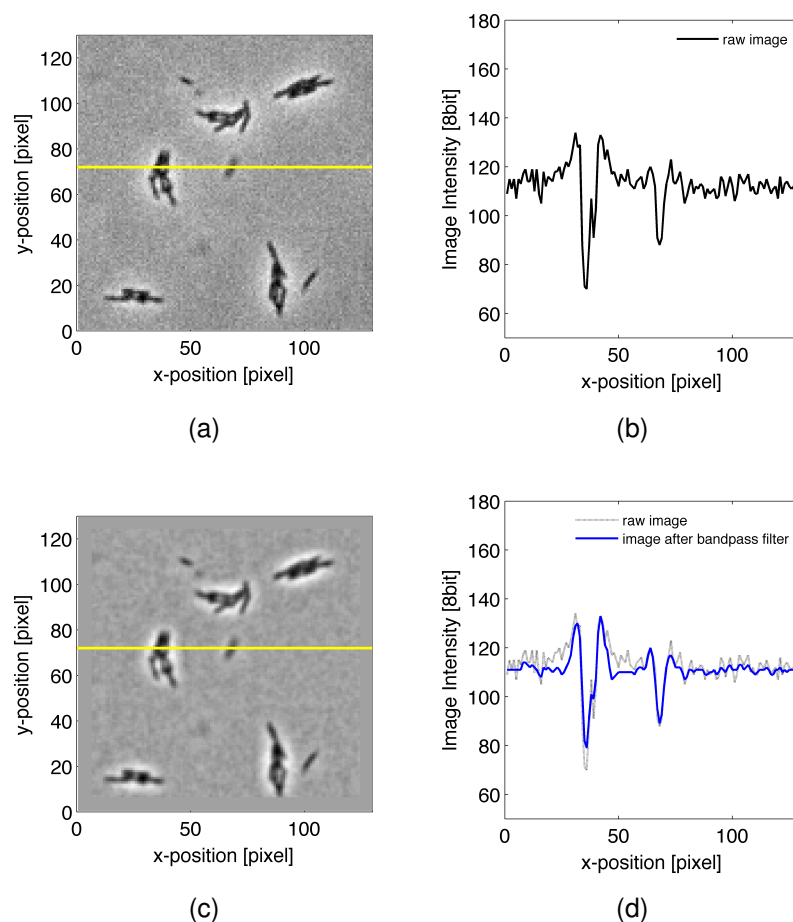 120
100
80
60
40
20
0
0
50
100
y-position [pixel]
x-position [pixel]
(a)
180
160
140
120
100
80
60
0
50
100
Image Intensity [8bit]
x-position [pixel]
raw image
(b)
120
100
80
60
40
20
0
0
50
100
y-position [pixel]
x-position [pixel]
(c)
180
160
140
120
100
80
60
0
50
100
Image Intensity [8bit]
x-position [pixel]
raw image
image after bandpass filter
(d)